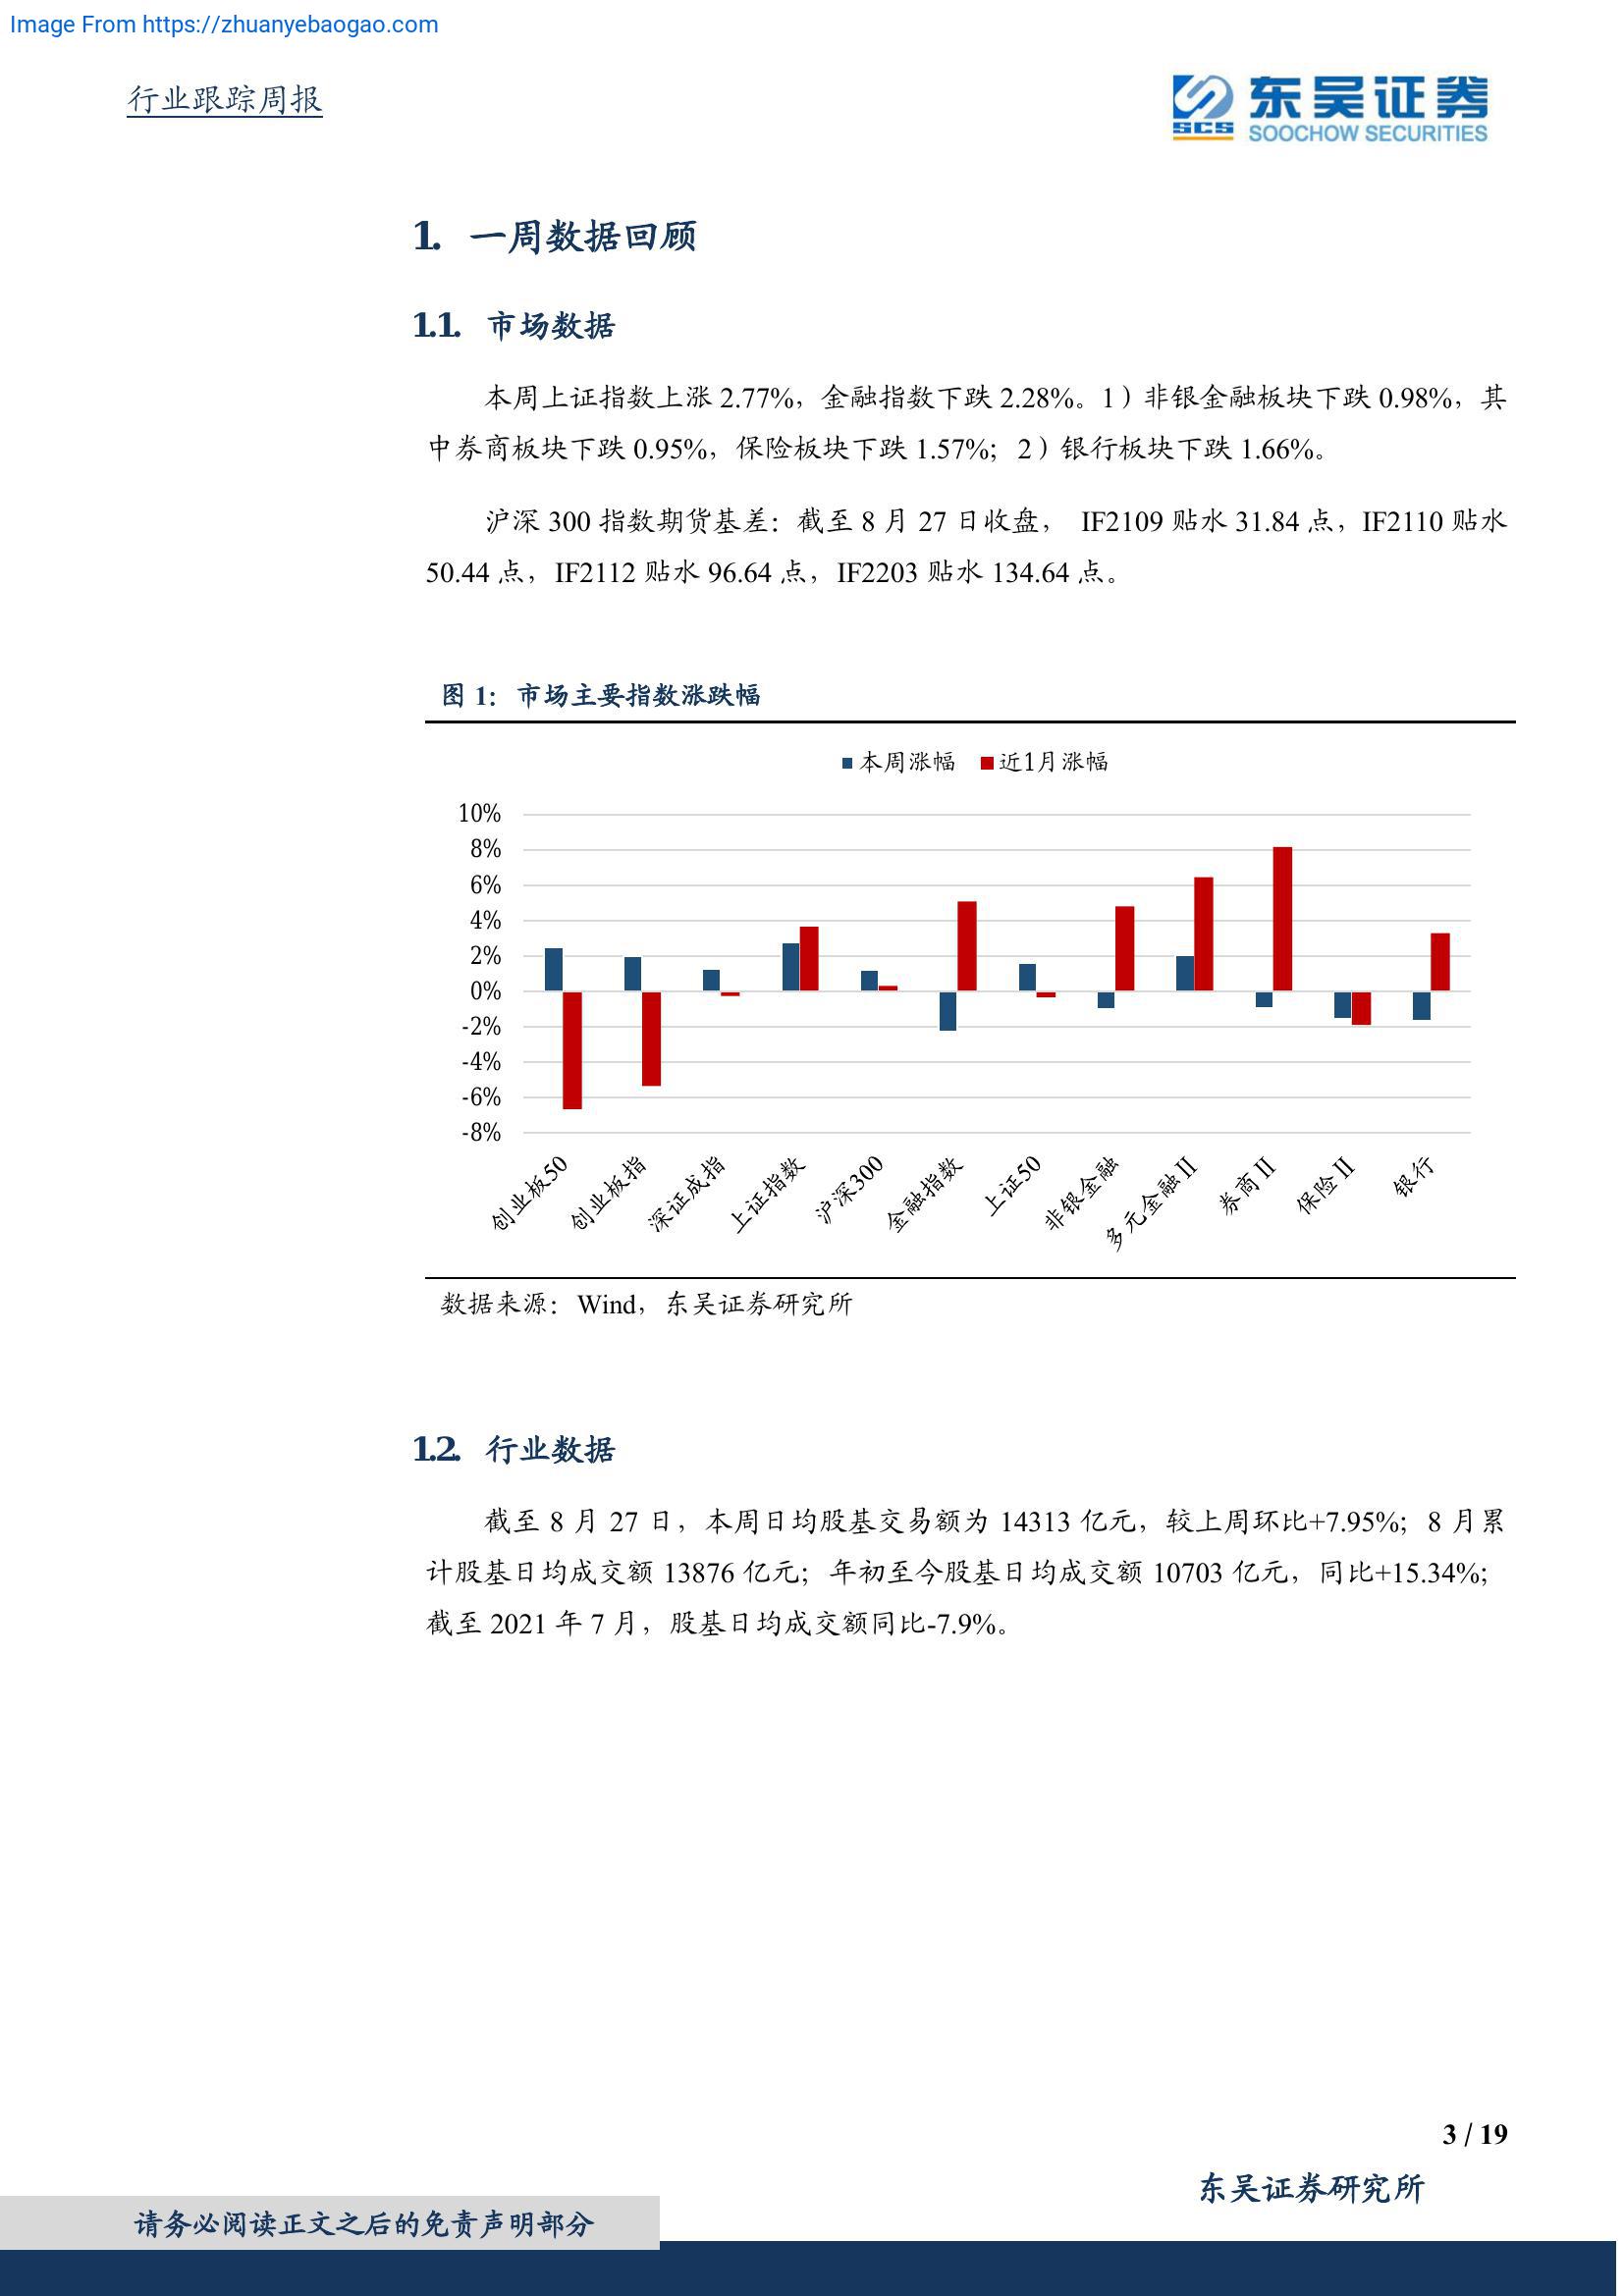 Image From https://zhuanyebaogao.com
行业跟踪周报
东吴证券
SCS
SOOCHOW SECURITIES
1. 一周数据回顾
1.1. 市场数据
本周上证指数上涨 2.77%，金融指数下跌 2.28%。1）非银金融板块下跌 0.98%，其
中券商板块下跌 0.95%，保险板块下跌 1.57%；2）银行板块下跌 1.66%。
沪深 300 指数期货基差：截至 8 月 27 日收盘， IF2109 贴水 31.84 点，IF2110 贴水
50.44 点，IF2112 贴水 96.64 点，IF2203 贴水 134.64 点。
图 1：市场主要指数涨跌幅
本周涨幅 近1月涨幅
10%
8%
6%
4%
2%
0%
-2%
-4%
-6%
-8%
创业板50 创业板指 深证成指 上证指数 沪深300 金融指数 上证50 非银金融 多元金融Ⅱ 券商Ⅱ 保险Ⅱ 银行
数据来源：Wind，东吴证券研究所
1.2. 行业数据
截至 8 月 27 日，本周日均股基交易额为 14313 亿元，较上周环比+7.95%；8 月累
计股基日均成交额 13876 亿元；年初至今股基日均成交额 10703 亿元，同比+15.34%；
截至 2021 年 7 月，股基日均成交额同比-7.9%。
3 / 19
东吴证券研究所
请务必阅读正文之后的免责声明部分